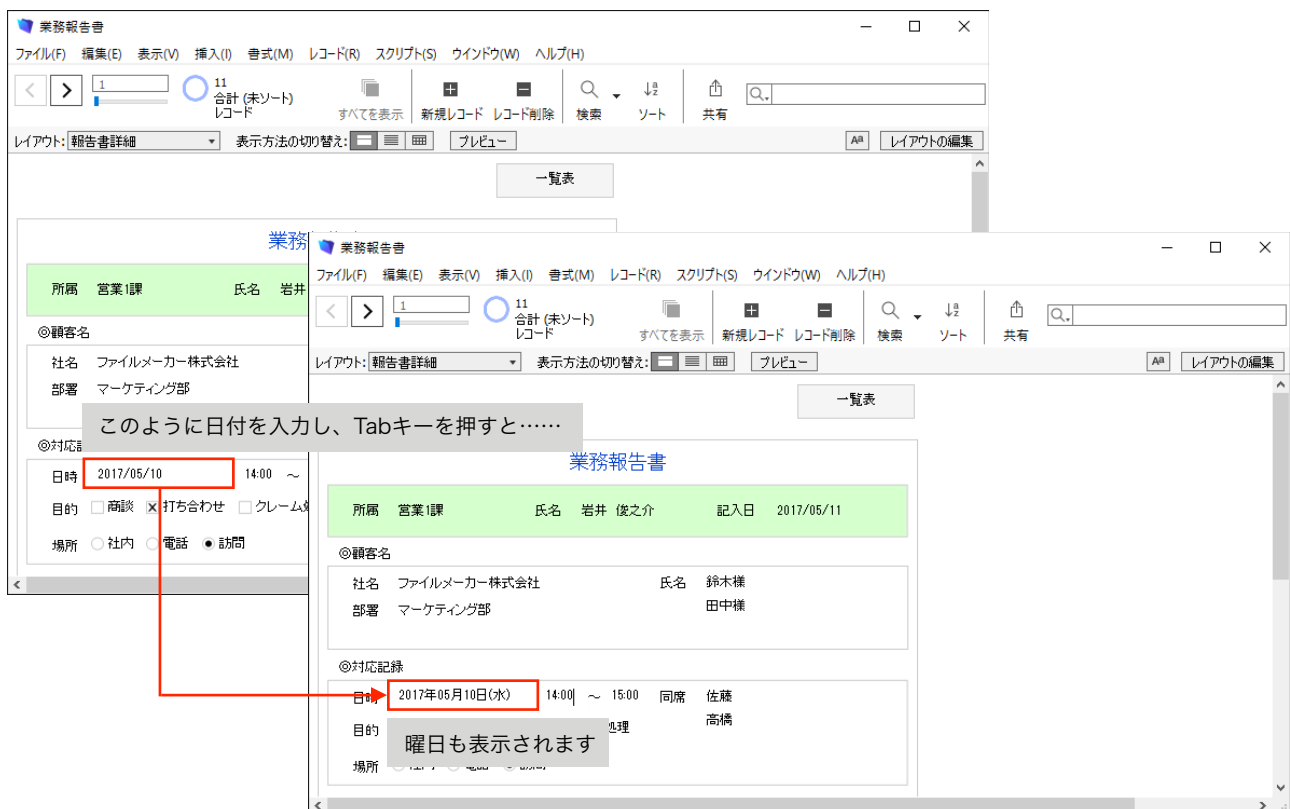 業務報告書
ファイル(F) 編集(E) 表示(V) 挿入(I) 書式(M) レコード(R) スクリプト(S) ウインドウ(W) ヘルプ(H)
1
11
合計 (未ソート)
レコード
すべてを表示 新規レコード レコード削除 検索 ソート 共有
レイアウト: 報告書詳細 表示方法の切り替え: プレビュー Aa レイアウトの編集
一覧表
業務
所属 営業1課 氏名 岩井
◎顧客名
社名 ファイルメーカー株式会社
部署 マーケティング部
このように日付を入力し、Tabキーを押すと……
◎対応
日時 2017/05/10 14:00 ～
目的 商談 打ち合わせ クレーム
場所 社内 電話 訪問
業務報告書
ファイル(F) 編集(E) 表示(V) 挿入(I) 書式(M) レコード(R) スクリプト(S) ウインドウ(W) ヘルプ(H)
1
11
合計 (未ソート)
レコード
すべてを表示 新規レコード レコード削除 検索 ソート 共有
レイアウト: 報告書詳細 表示方法の切り替え: プレビュー Aa レイアウトの編集
一覧表
業務報告書
所属 営業1課 氏名 岩井 俊之介 記入日 2017/05/11
◎顧客名
社名 ファイルメーカー株式会社 氏名 鈴木様
部署 マーケティング部 田中様
◎対応記録
日時 2017年05月10日(水) 14:00 ～ 15:00 同席 佐藤
目的 処理 高橋
曜日も表示されます
場所